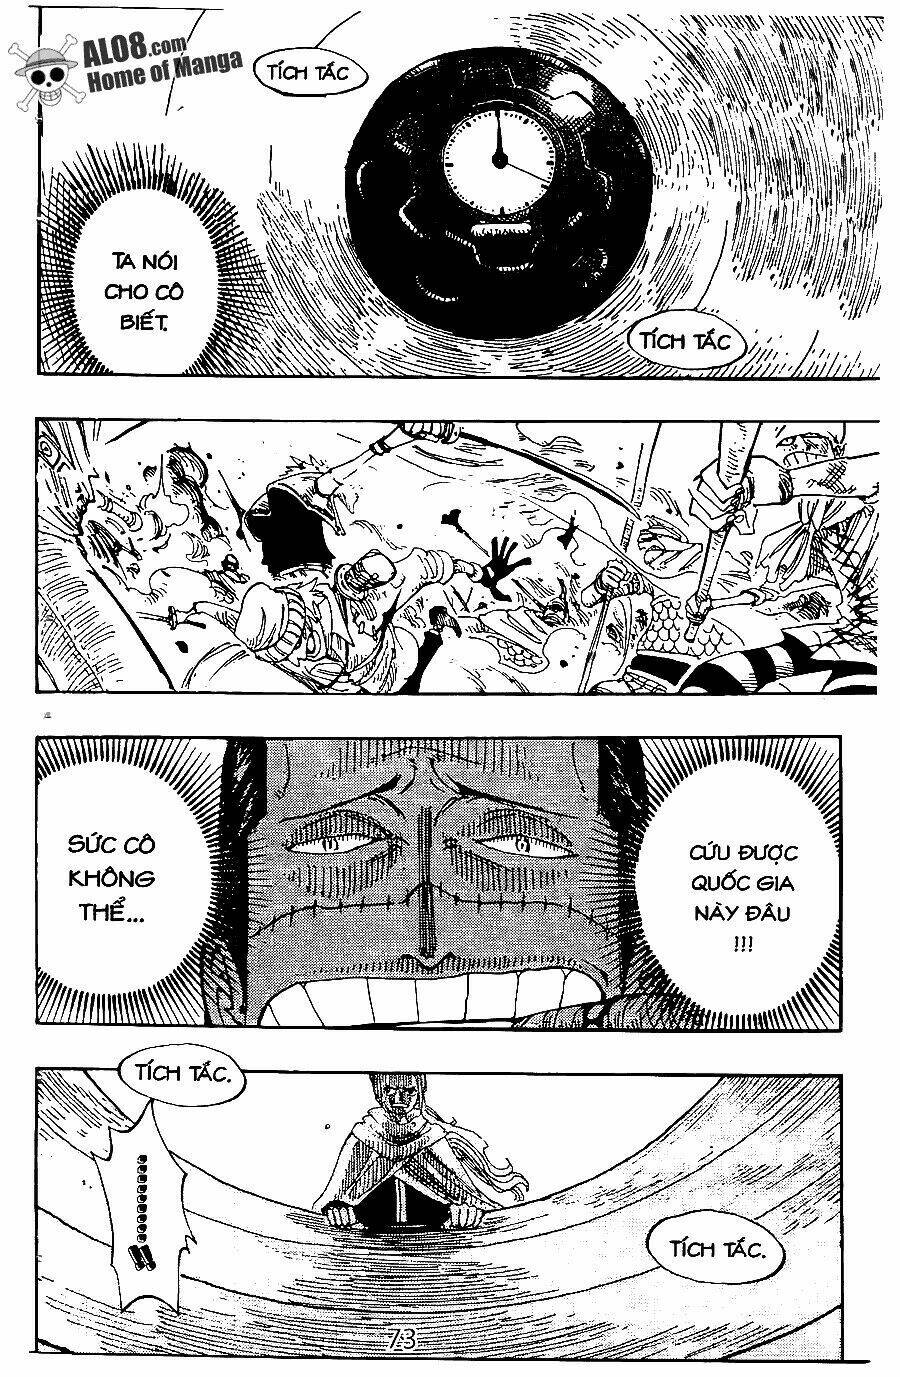 AL08.com
Home of Manga
TÍCH TẮC
TA NÓI
CHO CÔ
BIẾT.
TÍCH TẮC
SỨC CÔ
KHÔNG
THỂ...
CỨU ĐƯỢC
QUỐC GIA
NÀY ĐÂU
!!!
TÍCH TẮC.
........!!
TÍCH TẮC.
73